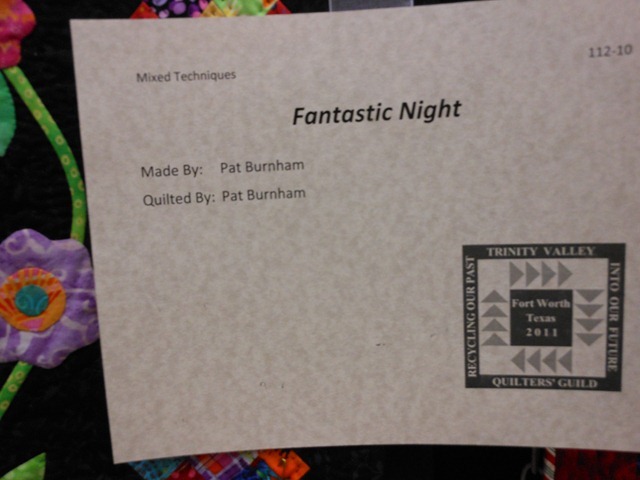 112-10
Mixed Techniques
Fantastic Night
Made By: Pat Burnham
Quilted By: Pat Burnham
TRINITY VALLEY
RECYCLING OUR PAST
INTO OUR FUTURE
Fort Worth
Texas
2011
QUILTERS' GUILD